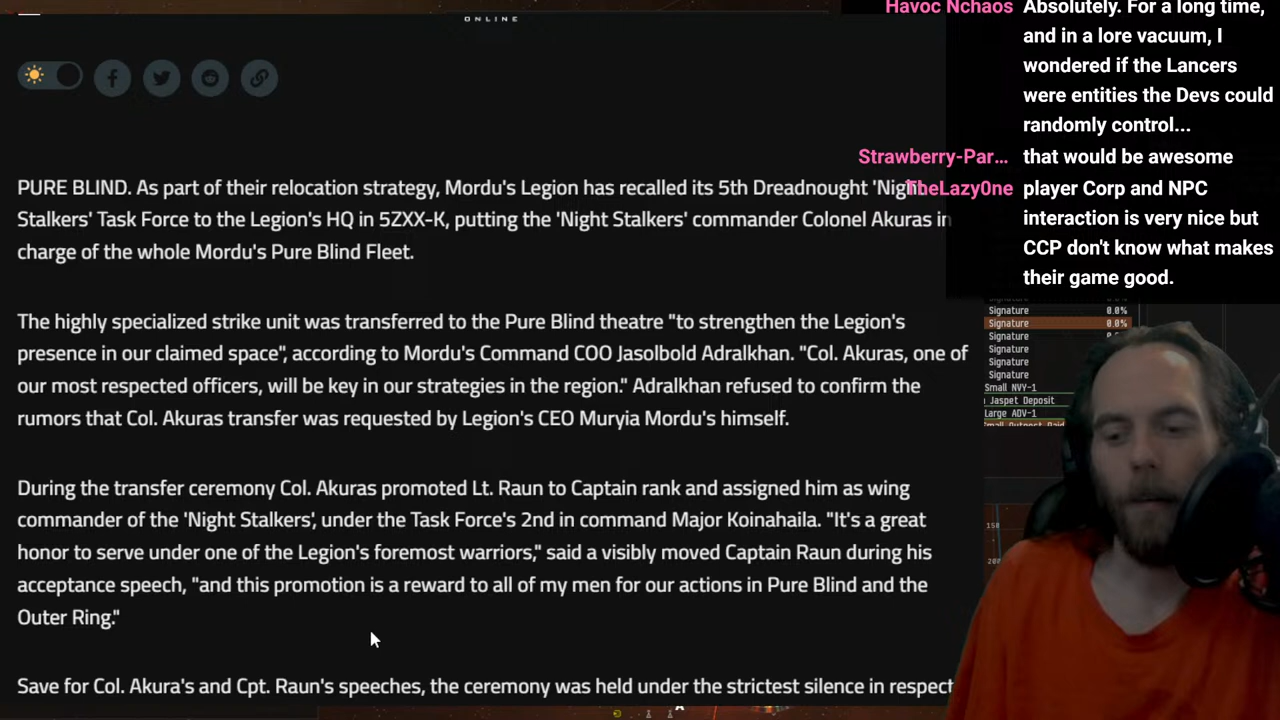 ONLINE
PURE BLIND. As part of their relocation strategy, Mordu's Legion has recalled its 5th Dreadnought 'Night
Stalkers' Task Force to the Legion's HQ in 5ZXX-K, putting the 'Night Stalkers' commander Colonel Akuras in
charge of the whole Mordu's Pure Blind Fleet.
The highly specialized strike unit was transferred to the Pure Blind theatre "to strengthen the Legion's
presence in our claimed space", according to Mordu's Command COO Jasolbold Adralkhan. "Col. Akuras, one of
our most respected officers, will be key in our strategies in the region." Adralkhan refused to confirm the
rumors that Col. Akuras transfer was requested by Legion's CEO Muryia Mordu's himself.
During the transfer ceremony Col. Akuras promoted Lt. Raun to Captain rank and assigned him as wing
commander of the 'Night Stalkers', under the Task Force's 2nd in command Major Koinahaila. "It's a great
honor to serve under one of the Legion's foremost warriors," said a visibly moved Captain Raun during his
acceptance speech, "and this promotion is a reward to all of my men for our actions in Pure Blind and the
Outer Ring."
Save for Col. Akura's and Cpt. Raun's speeches, the ceremony was held under the strictest silence in respect
Havoc Nchaos Absolutely. For a long time,
and in a lore vacuum, I
wondered if the Lancers
were entities the Devs could
randomly control...
Strawberry-Par... that would be awesome
TheLazy0ne player Corp and NPC
interaction is very nice but
CCP don't know what makes
their game good.
Signature
Signature 0.0%
Signature 0.0%
Signature
Signature
Signature
Signature
Small NVY-1
Jaspet Deposit
Large ADV-1